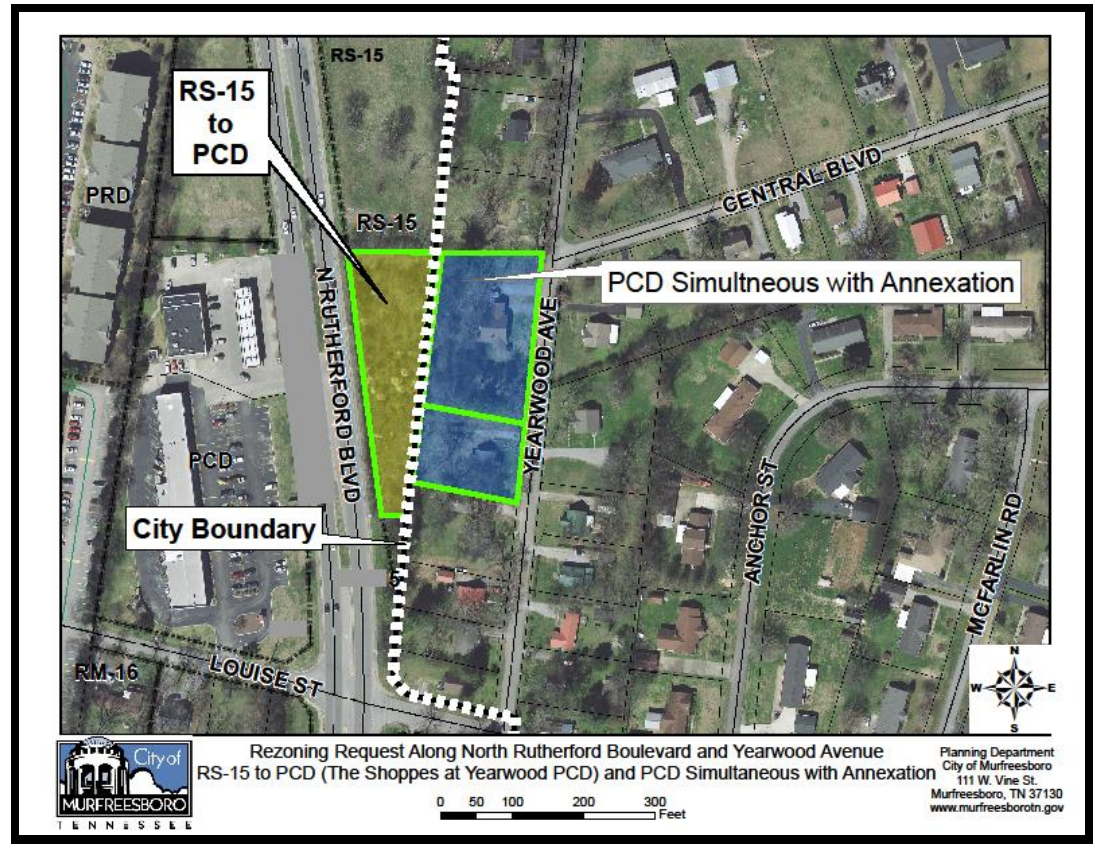 RS-15
RS-15
to
PCD
PRD
RS-15
CENTRAL BLVD
PCD Simultneous with Annexation
N RUTHERFORD BLVD
YEARWOOD AVE
PCD
City Boundary
ANCHOR ST
MCFARLIN RD
RM-16
LOUISE ST
N
W
E
S
City of
MURFREESBORO
TENNESSEE
Rezoning Request Along North Rutherford Boulevard and Yearwood Avenue
RS-15 to PCD (The Shoppes at Yearwood PCD) and PCD Simultaneous with Annexation
0 50 100 200 300
Feet
Planning Department
City of Murfreesboro
111 W. Vine St.
Murfreesboro, TN 37130
www.murfreesborotn.gov